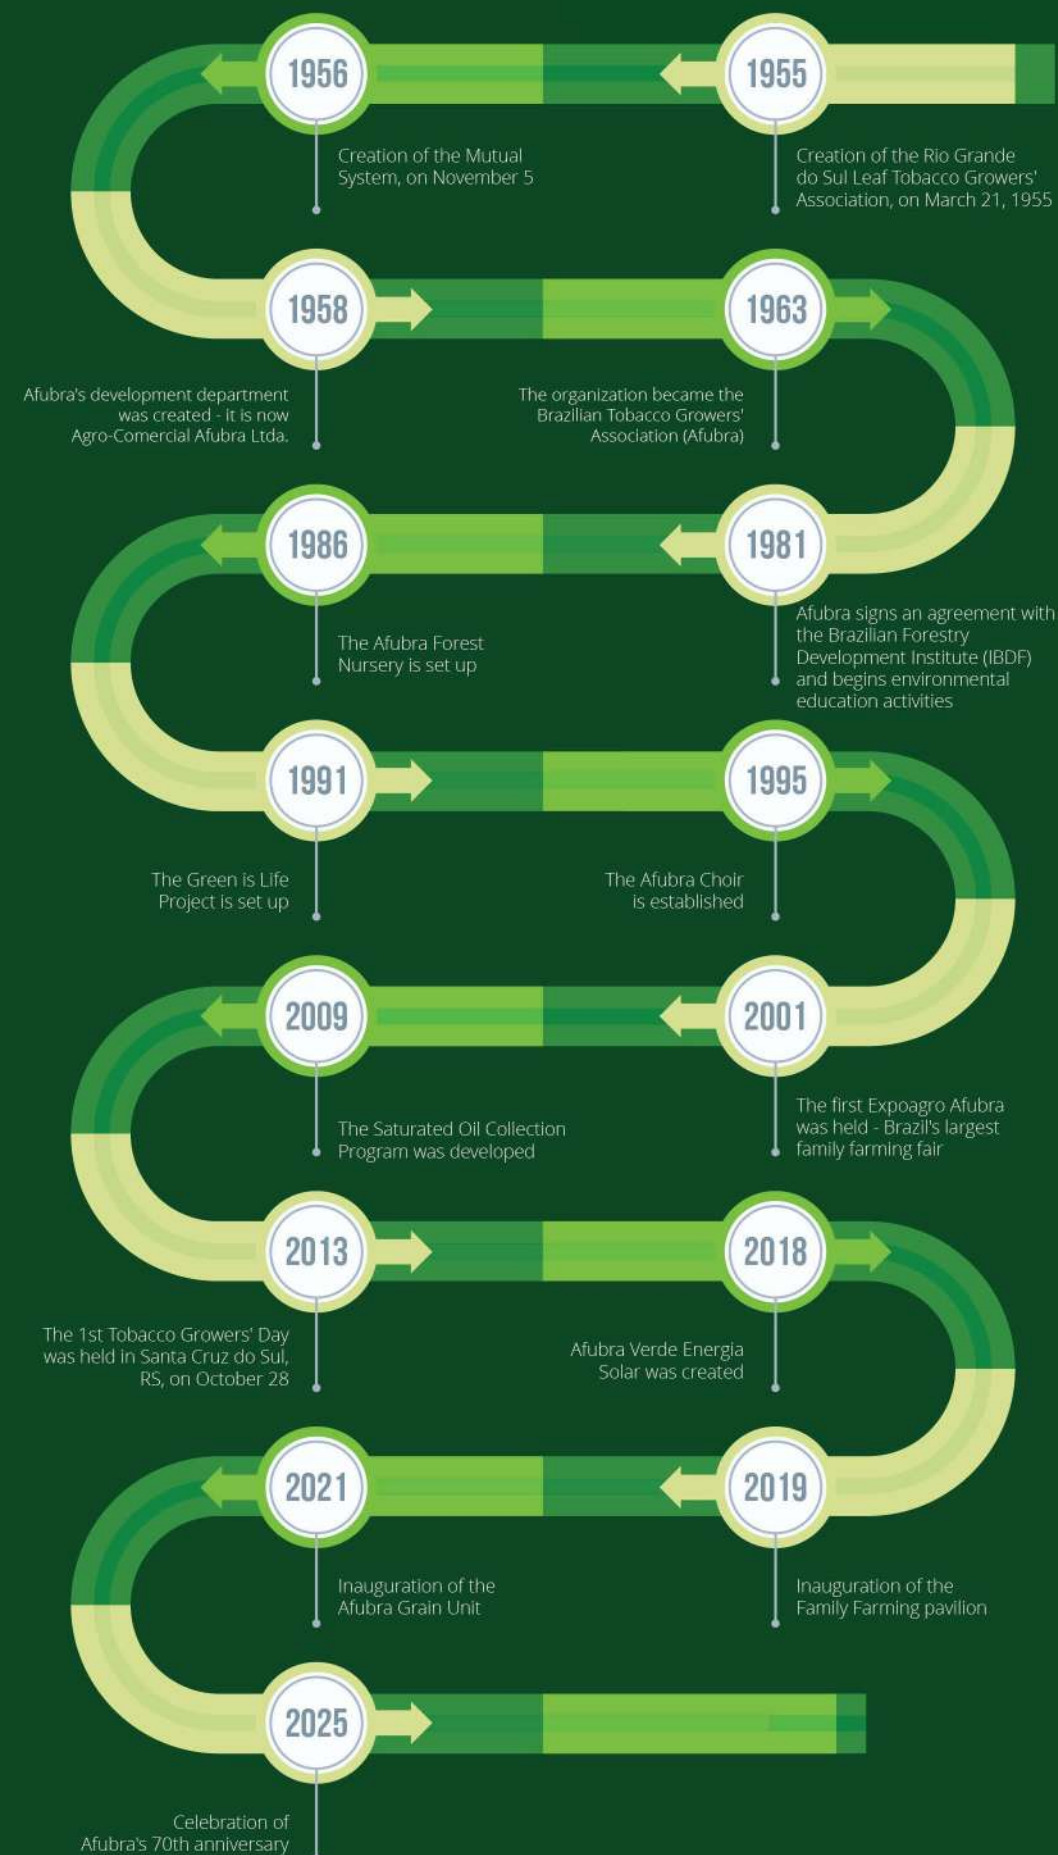 1955
Creation of the Rio Grande
do Sul Leaf Tobacco Growers'
Association, on March 21, 1955
1956
Creation of the Mutual
System, on November 5
1958
Afubra's development department
was created - it is now
Agro-Comercial Afubra Ltda.
1963
The organization became the
Brazilian Tobacco Growers'
Association (Afubra)
1981
Afubra signs an agreement with
the Brazilian Forestry
Development Institute (IBDF)
and begins environmental
education activities
1986
The Afubra Forest
Nursery is set up
1991
The Green is Life
Project is set up
1995
The Afubra Choir
is established
2001
The first Expoagro Afubra
was held - Brazil's largest
family farming fair
2009
The Saturated Oil Collection
Program was developed
2013
The 1st Tobacco Growers' Day
was held in Santa Cruz do Sul,
RS, on October 28
2018
Afubra Verde Energia
Solar was created
2019
Inauguration of the
Family Farming pavilion
2021
Inauguration of the
Afubra Grain Unit
2025
Celebration of
Afubra's 70th anniversary